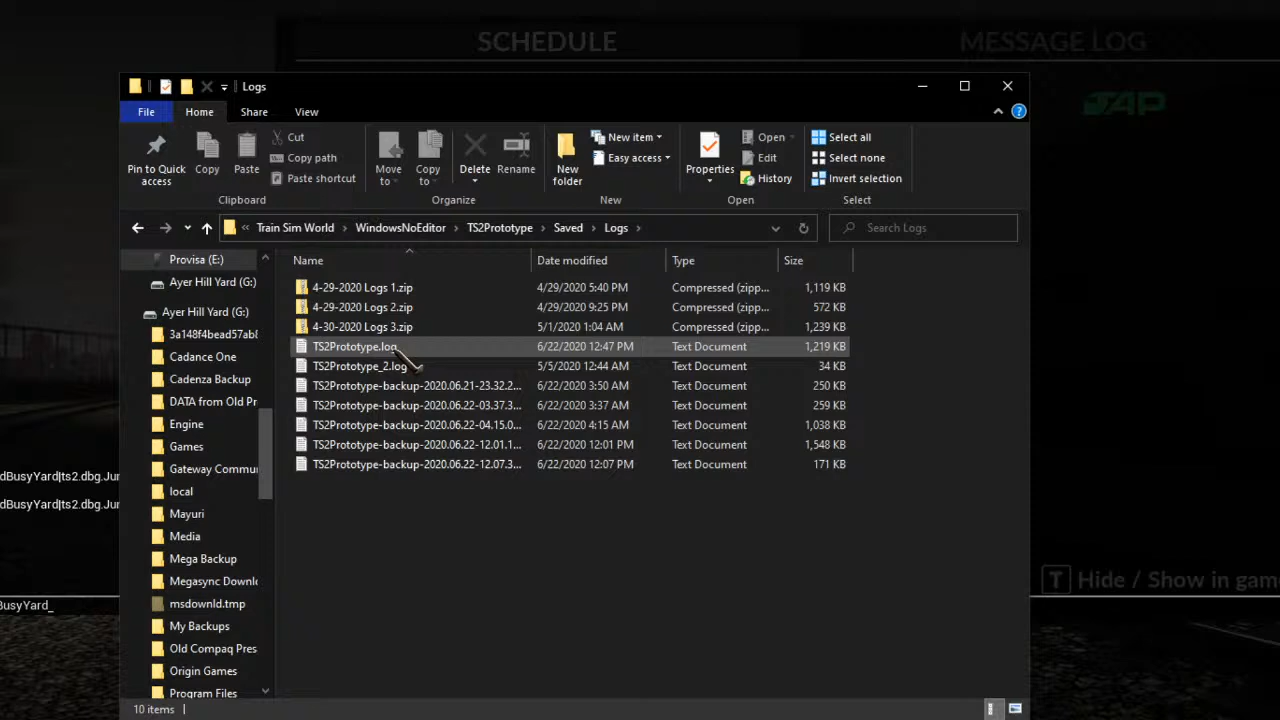 SCHEDULE
MESSAGE LOG
JAP
Logs
File
Home
Share
View
Pin to Quick access
Copy
Paste
Cut
Copy path
Paste shortcut
Clipboard
Move to
Copy to
Delete
Rename
Organize
New folder
New item
Easy access
New
Properties
Open
Edit
History
Open
Select all
Select none
Invert selection
Select
« Train Sim World > WindowsNoEditor > TS2Prototype > Saved > Logs >
Search Logs
Provisa (E:)
Ayer Hill Yard (G:)
Ayer Hill Yard (G:)
3a148f4bead57ab8
Cadance One
Cadenza Backup
DATA from Old Pr
Engine
Games
Gateway Commu
local
Mayuri
Media
Mega Backup
Megasync Downlo
msdownld.tmp
My Backups
Old Compaq Pres
Origin Games
Program Files
Name Date modified Type Size
4-29-2020 Logs 1.zip 4/29/2020 5:40 PM Compressed (zipp... 1,119 KB
4-29-2020 Logs 2.zip 4/29/2020 9:25 PM Compressed (zipp... 572 KB
4-30-2020 Logs 3.zip 5/1/2020 1:04 AM Compressed (zipp... 1,239 KB
TS2Prototype.log 6/22/2020 12:47 PM Text Document 1,219 KB
TS2Prototype_2.log 5/5/2020 12:44 AM Text Document 34 KB
TS2Prototype-backup-2020.06.21-23.32.2... 6/22/2020 3:50 AM Text Document 250 KB
TS2Prototype-backup-2020.06.22-03.37.3... 6/22/2020 3:37 AM Text Document 259 KB
TS2Prototype-backup-2020.06.22-04.15.0... 6/22/2020 4:15 AM Text Document 1,038 KB
TS2Prototype-backup-2020.06.22-12.01.1... 6/22/2020 12:01 PM Text Document 1,548 KB
TS2Prototype-backup-2020.06.22-12.07.3... 6/22/2020 12:07 PM Text Document 171 KB
dBusyYard|ts2.dbg.Jur
dBusyYard|ts2.dbg.Jum
BusyYard_
T Hide / Show in gam
10 items